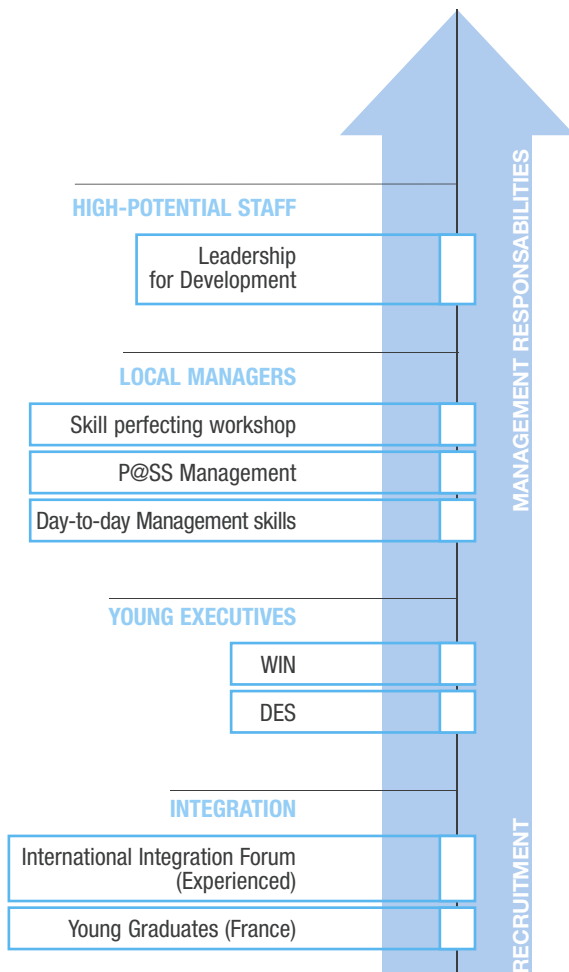 HIGH-POTENTIAL STAFF
Leadership
for Development
LOCAL MANAGERS
Skill perfecting workshop
P@SS Management
Day-to-day Management skills
YOUNG EXECUTIVES
WIN
DES
INTEGRATION
International Integration Forum
(Experienced)
Young Graduates (France)
MANAGEMENT RESPONSABILITIES
RECRUITMENT